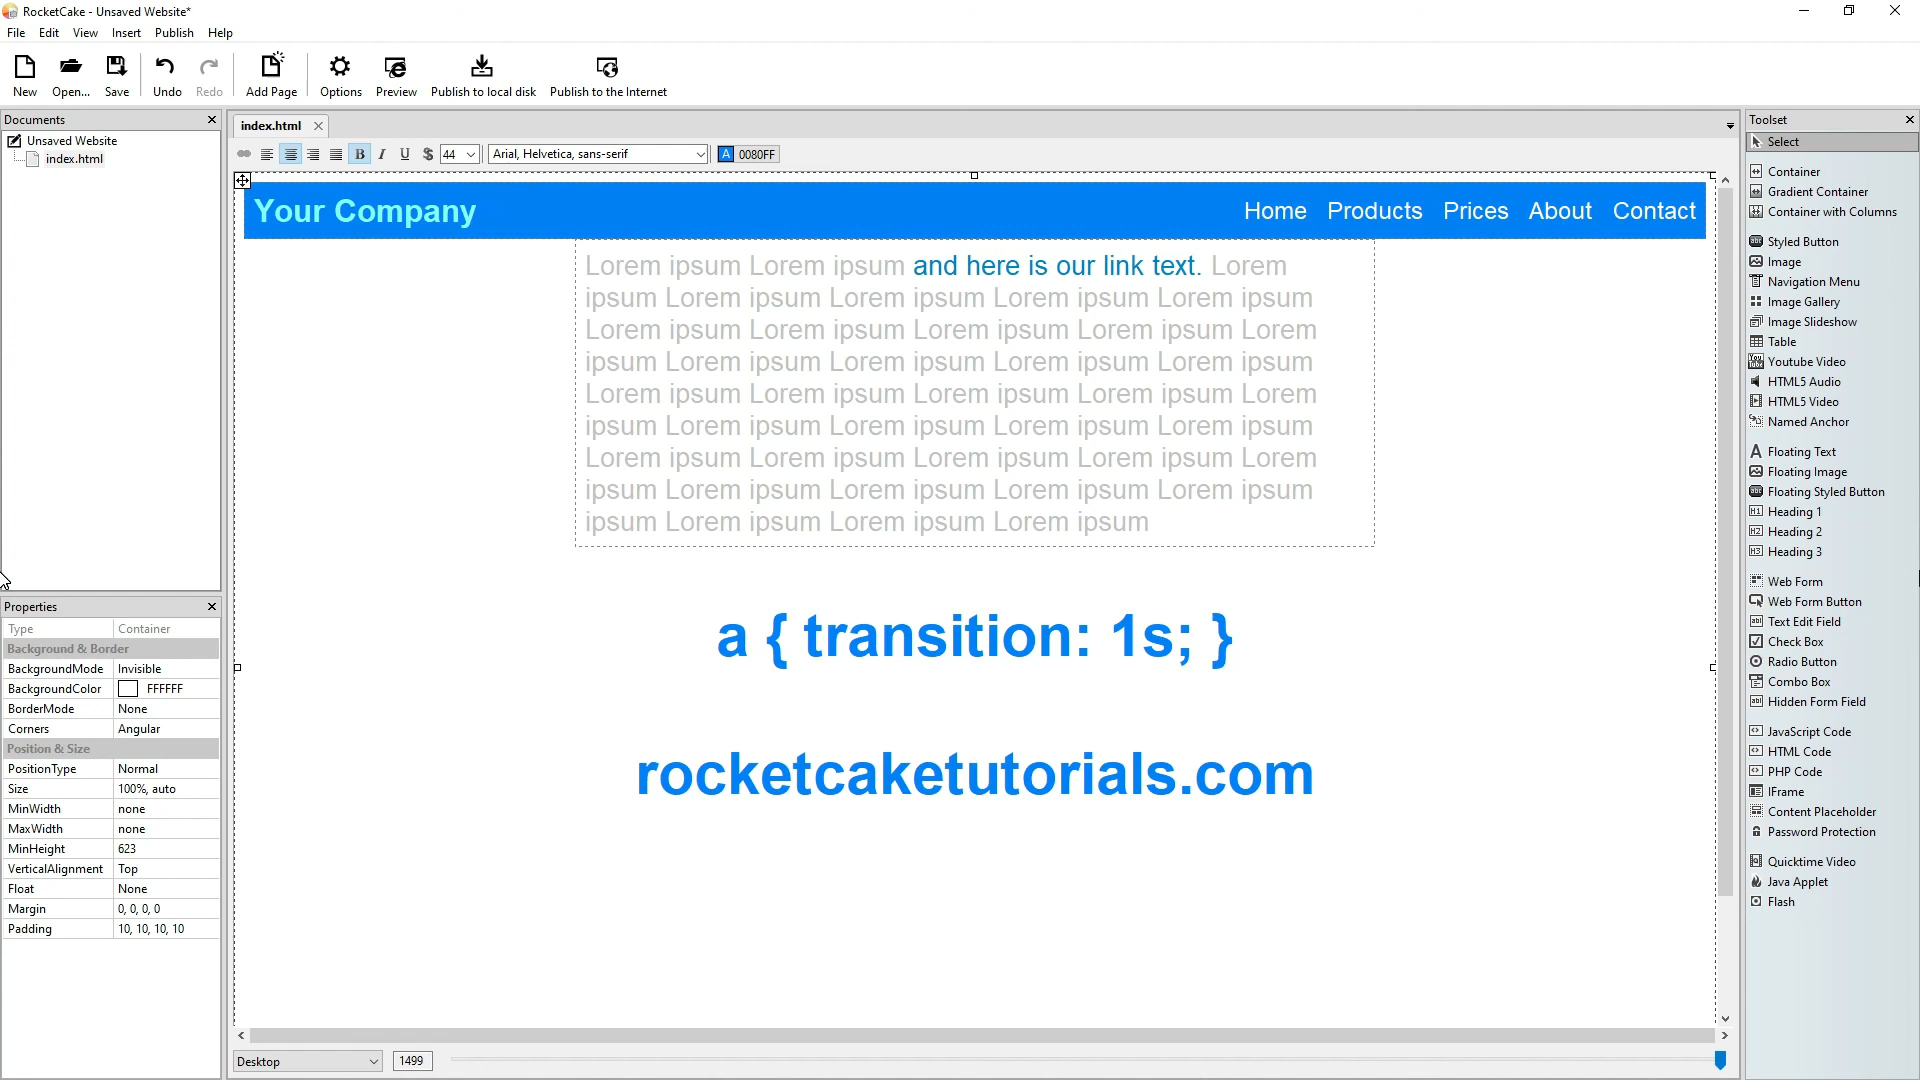 RocketCake - Unsaved Website*
File Edit View Insert Publish Help
New Open... Save Undo Redo Add Page Options Preview Publish to local disk Publish to the Internet
Documents
Unsaved Website
index.html
Properties
Type Container
Background & Border
BackgroundMode Invisible
BackgroundColor FFFFFF
BorderMode None
Corners Angular
Position & Size
PositionType Normal
Size 100%, auto
MinWidth none
MaxWidth none
MinHeight 623
VerticalAlignment Top
Float None
Margin 0, 0, 0, 0
Padding 10, 10, 10, 10
index.html
B I U $ 44 Arial, Helvetica, sans-serif A 0080FF
Your Company Home Products Prices About Contact
Lorem ipsum Lorem ipsum and here is our link text. Lorem
ipsum Lorem ipsum Lorem ipsum Lorem ipsum Lorem ipsum
Lorem ipsum Lorem ipsum Lorem ipsum Lorem ipsum Lorem
ipsum Lorem ipsum Lorem ipsum Lorem ipsum Lorem ipsum
Lorem ipsum Lorem ipsum Lorem ipsum Lorem ipsum Lorem
ipsum Lorem ipsum Lorem ipsum Lorem ipsum Lorem ipsum
Lorem ipsum Lorem ipsum Lorem ipsum Lorem ipsum Lorem
ipsum Lorem ipsum Lorem ipsum Lorem ipsum Lorem ipsum
ipsum Lorem ipsum Lorem ipsum Lorem ipsum
a { transition: 1s; }
rocketcaketutorials.com
Desktop 1499
Toolset
Select
Container
Gradient Container
Container with Columns
Styled Button
Image
Navigation Menu
Image Gallery
Image Slideshow
Table
Youtube Video
HTML5 Audio
HTML5 Video
Named Anchor
Floating Text
Floating Image
Floating Styled Button
H1 Heading 1
H2 Heading 2
H3 Heading 3
Web Form
Web Form Button
Text Edit Field
Check Box
Radio Button
Combo Box
Hidden Form Field
JavaScript Code
HTML Code
PHP Code
IFrame
Content Placeholder
Password Protection
Quicktime Video
Java Applet
Flash